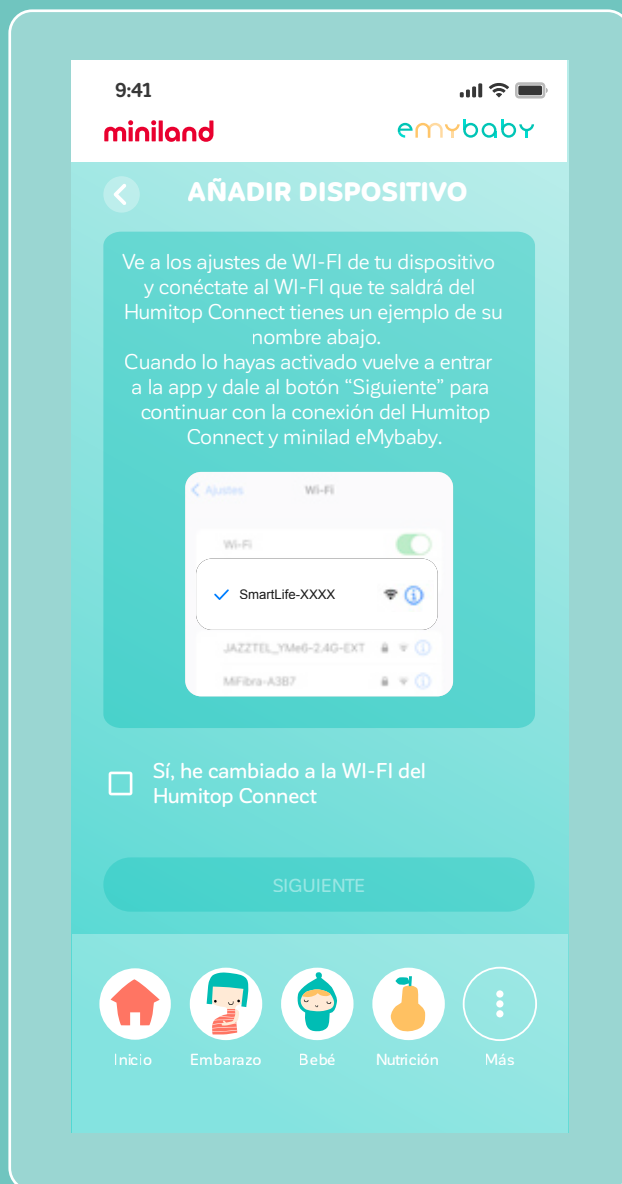 9:41
miniland emybaby
AÑADIR DISPOSITIVO
Ve a los ajustes de WI-FI de tu dispositivo
y conéctate al WI-FI que te saldrá del
Humitop Connect tienes un ejemplo de su
nombre abajo.
Cuando lo hayas activado vuelve a entrar
a la app y dale al botón “Siguiente” para
continuar con la conexión del Humitop
Connect y minilad eMybaby.
Ajustes Wi-Fi
Wi-Fi
SmartLife-XXXX
JAZZTEL_YMe6-2.4G-EXT
MiFibra-A3B7
Sí, he cambiado a la WI-FI del
Humitop Connect
SIGUIENTE
Inicio Embarazo Bebé Nutrición Más